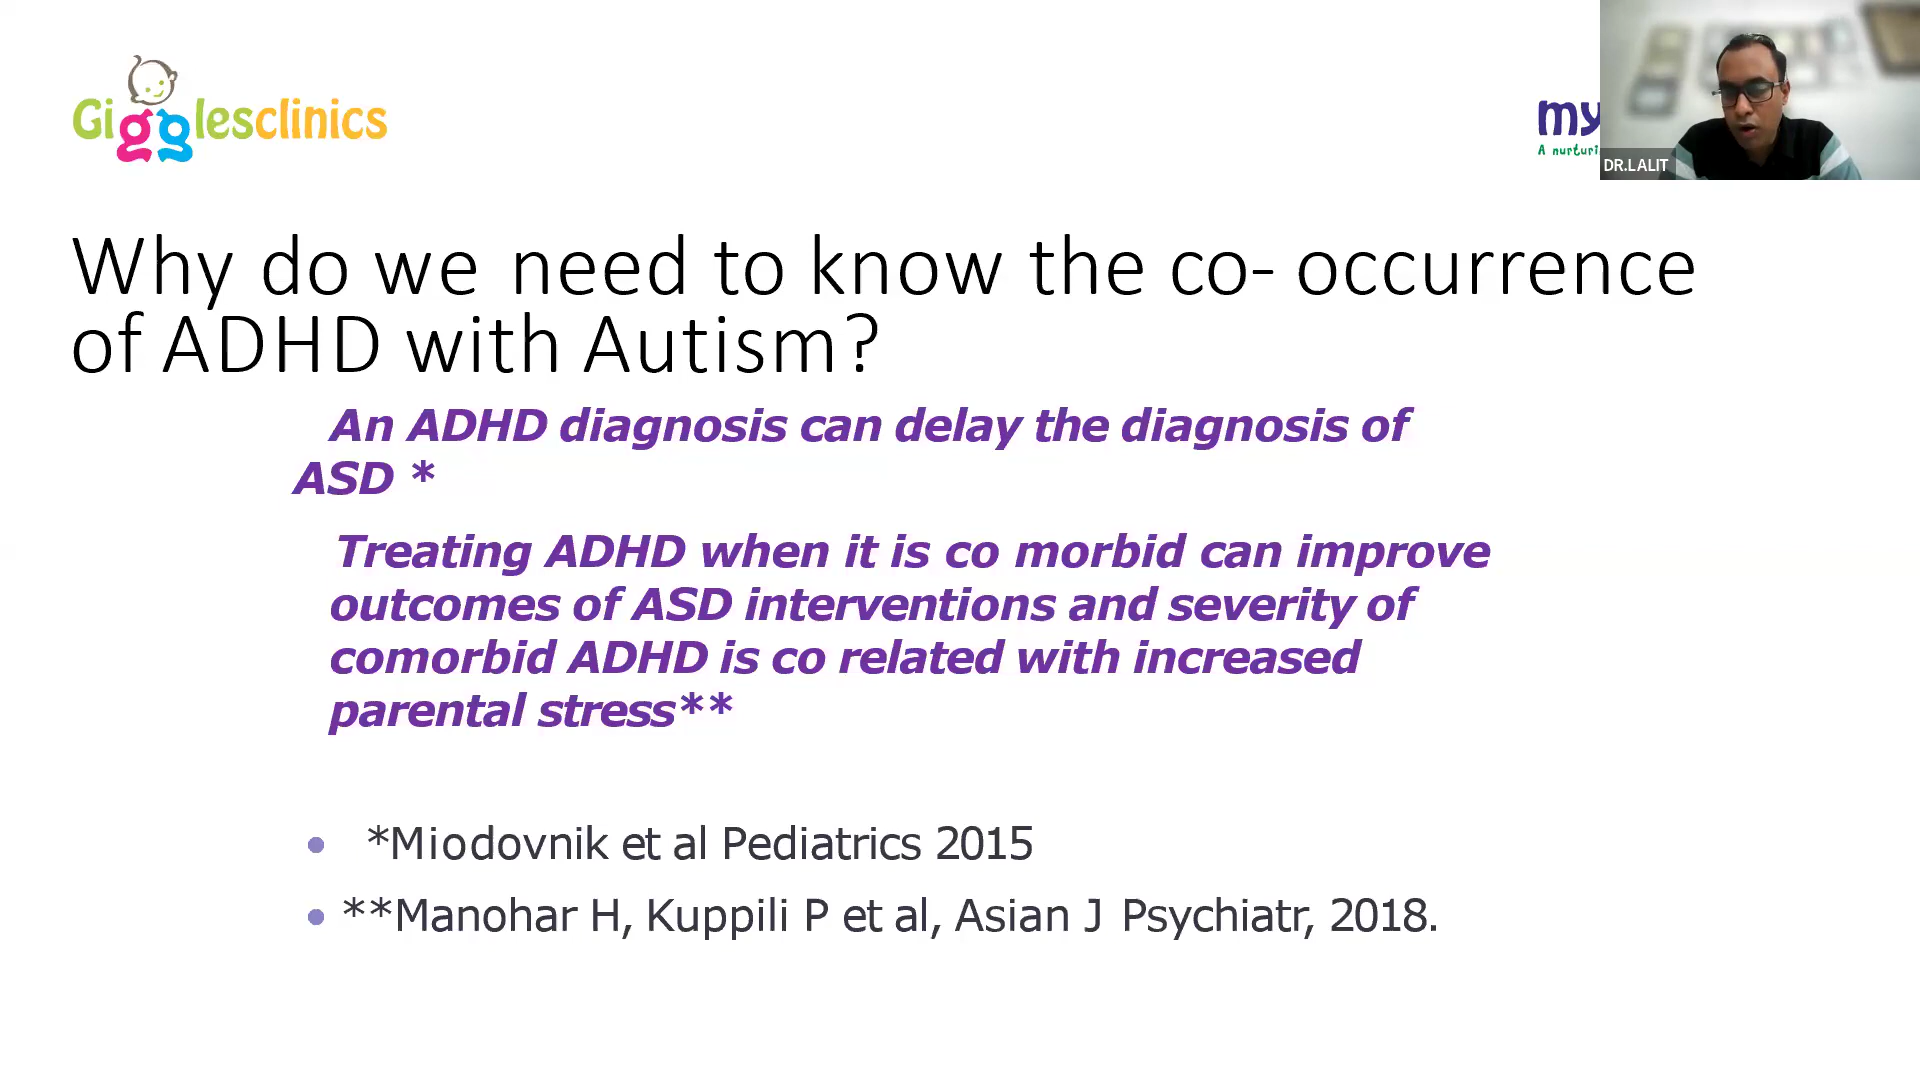 Gigglesclinics
my
A nurturi
DR.LALIT
Why do we need to know the co- occurrence
of ADHD with Autism?
An ADHD diagnosis can delay the diagnosis of
ASD *
Treating ADHD when it is co morbid can improve
outcomes of ASD interventions and severity of
comorbid ADHD is co related with increased
parental stress**
• *Miodovnik et al Pediatrics 2015
• **Manohar H, Kuppili P et al, Asian J Psychiatr, 2018.